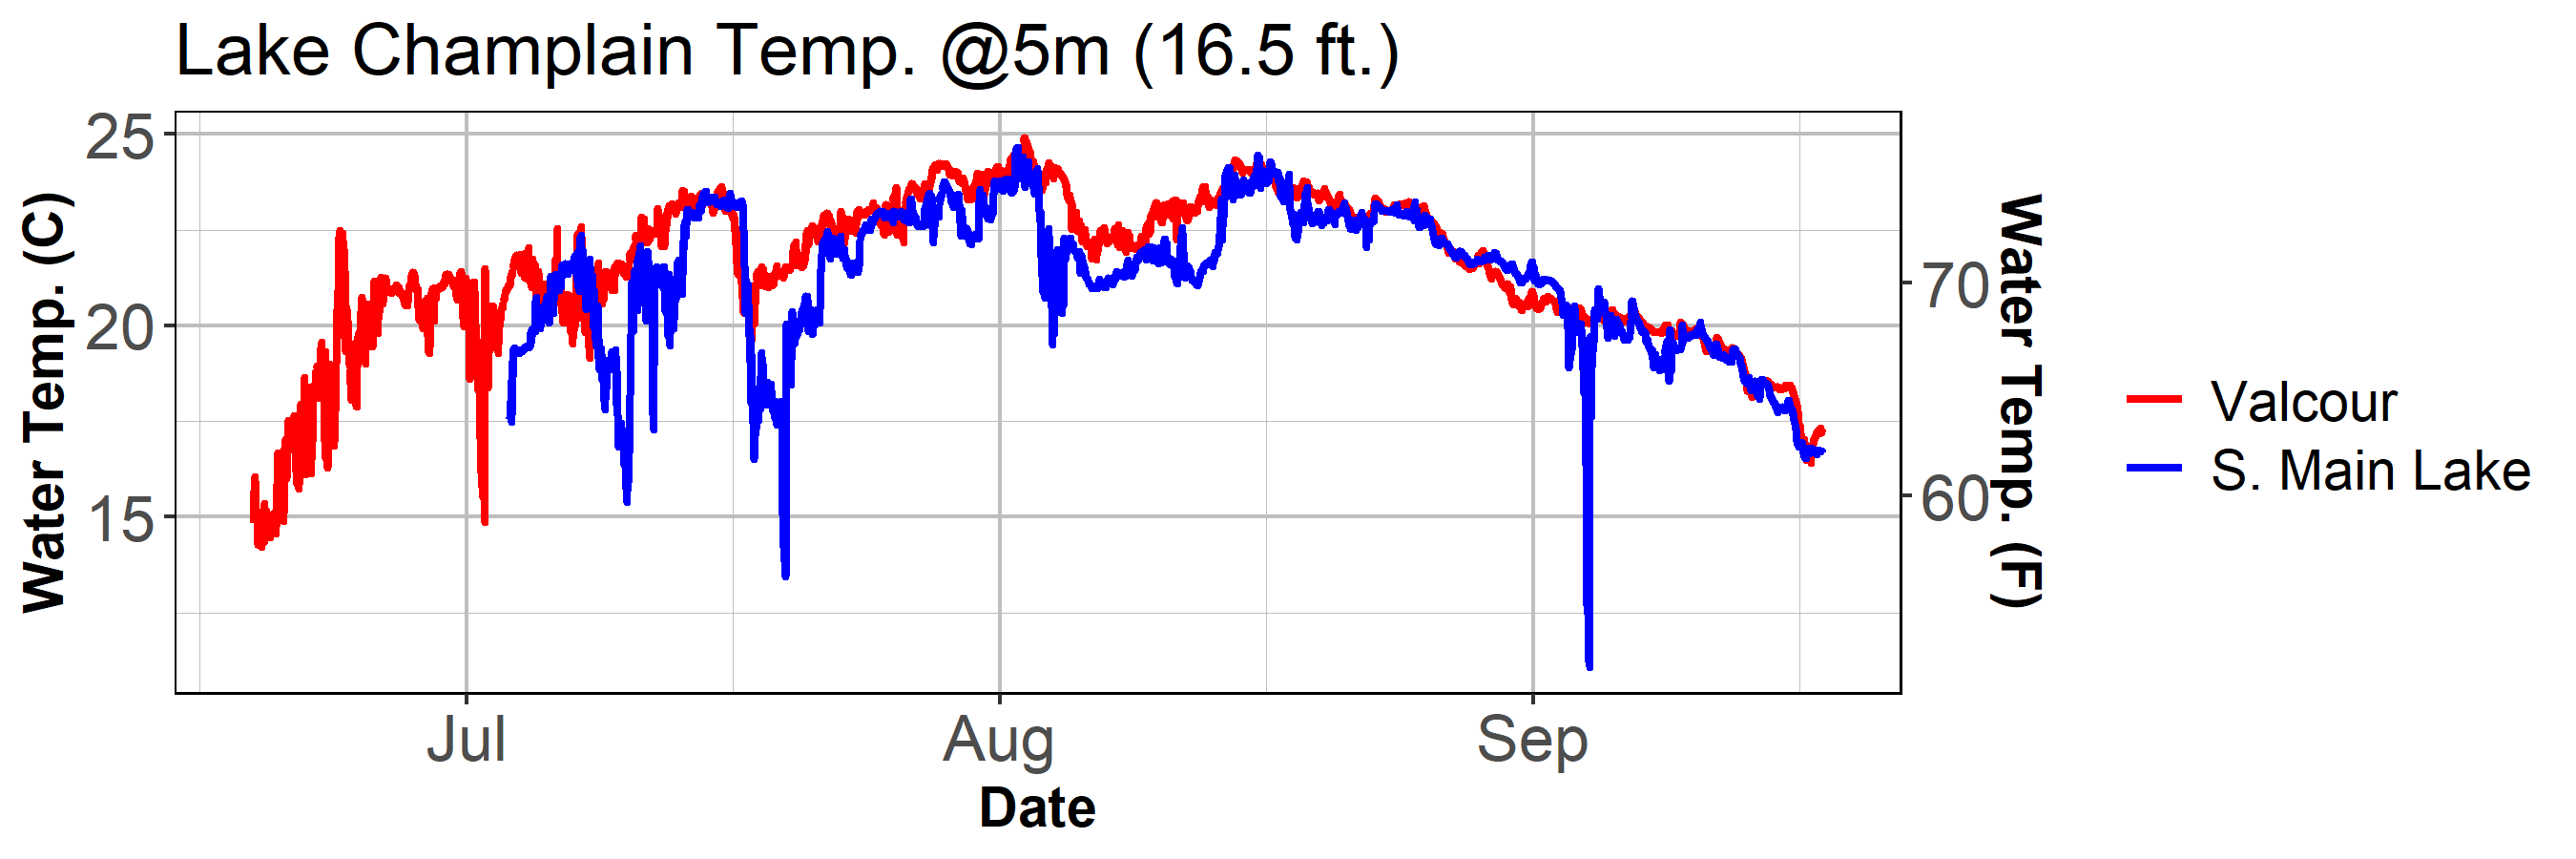 Lake Champlain Temp. @5m (16.5 ft.)
Water Temp. (C)
25
20
15
Jul
Aug
Sep
Date
70
60
Water Temp. (F)
Valcour
S. Main Lake